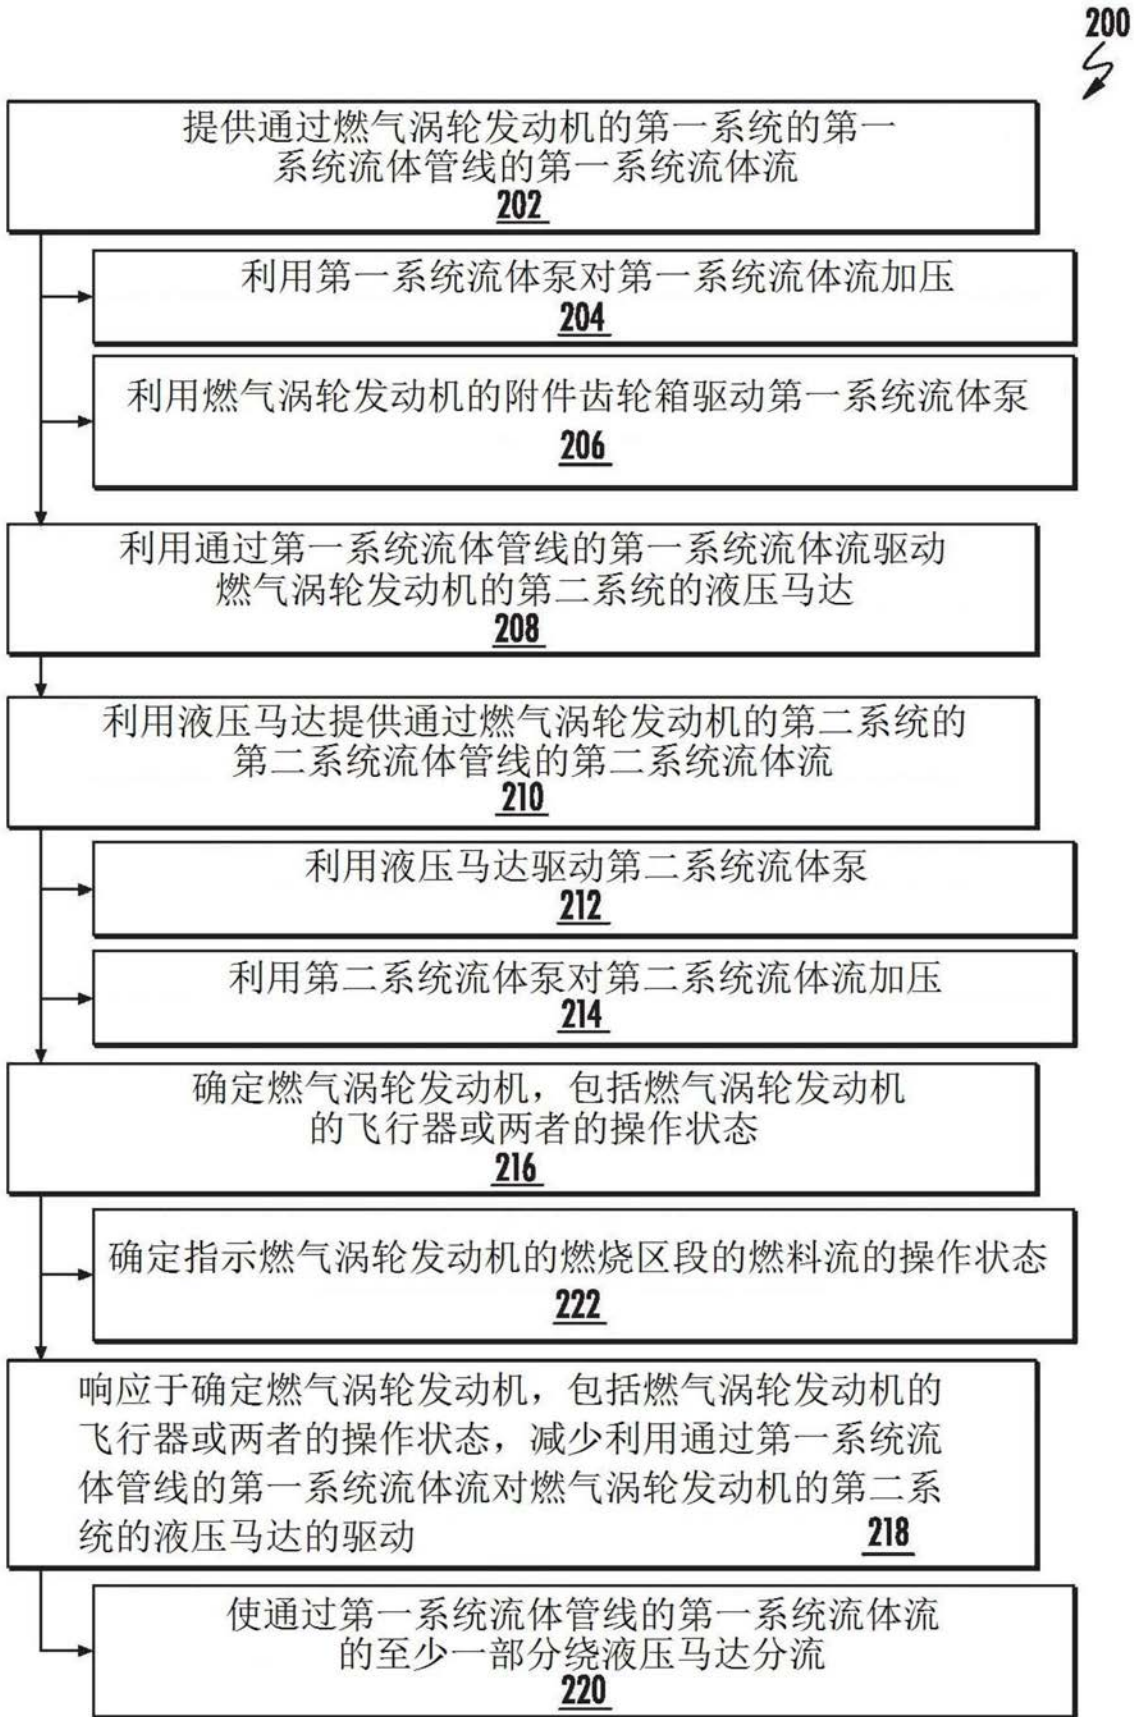 200
提供通过燃气涡轮发动机的第一系统的第一
系统流体管线的第一系统流体流
202
利用第一系统流体泵对第一系统流体流加压
204
利用燃气涡轮发动机的附件齿轮箱驱动第一系统流体泵
206
利用通过第一系统流体管线的第一系统流体流驱动
燃气涡轮发动机的第二系统的液压马达
208
利用液压马达提供通过燃气涡轮发动机的第二系统的
第二系统流体管线的第二系统流体流
210
利用液压马达驱动第二系统流体泵
212
利用第二系统流体泵对第二系统流体流加压
214
确定燃气涡轮发动机，包括燃气涡轮发动机
的飞行器或两者的操作状态
216
确定指示燃气涡轮发动机的燃烧区段的燃料流的操作状态
222
响应于确定燃气涡轮发动机，包括燃气涡轮发动机的
飞行器或两者的操作状态，减少利用通过第一系统流
体管线的第一系统流体流对燃气涡轮发动机的第二系
统的液压马达的驱动 218
使通过第一系统流体管线的第一系统流体流
的至少一部分绕液压马达分流
220